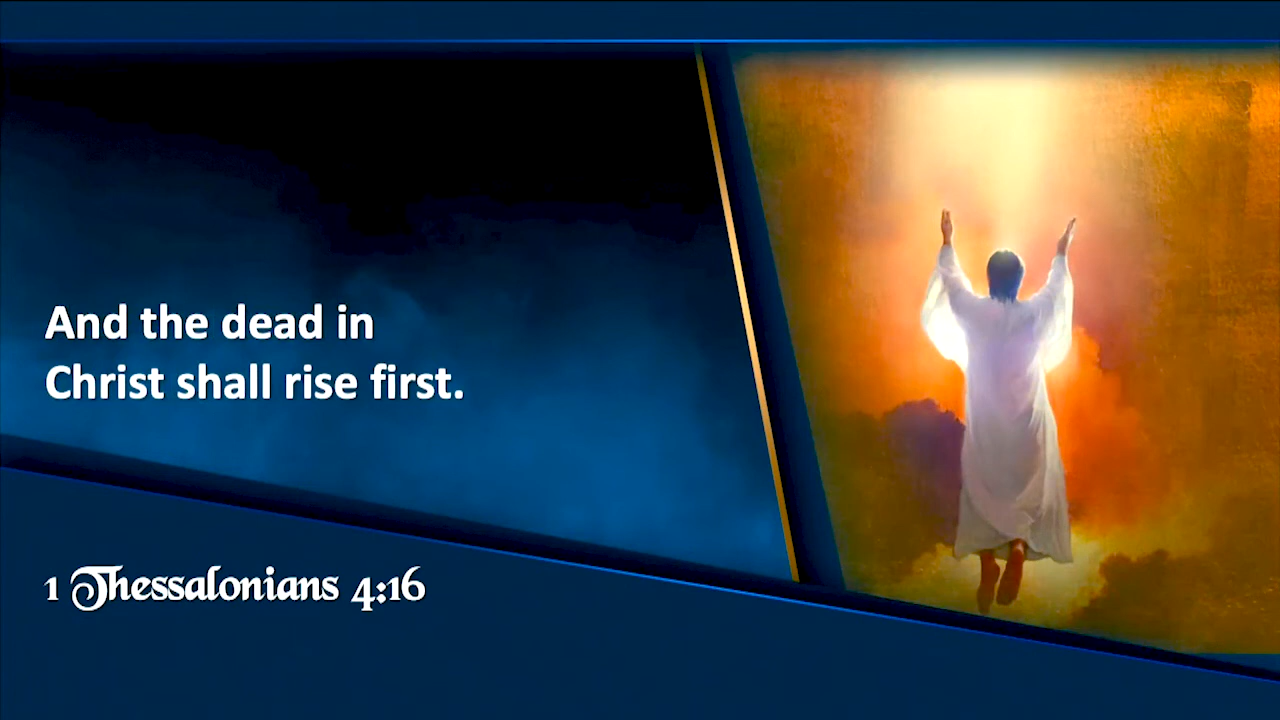 And the dead in
Christ shall rise first.
1 Thessalonians 4:16